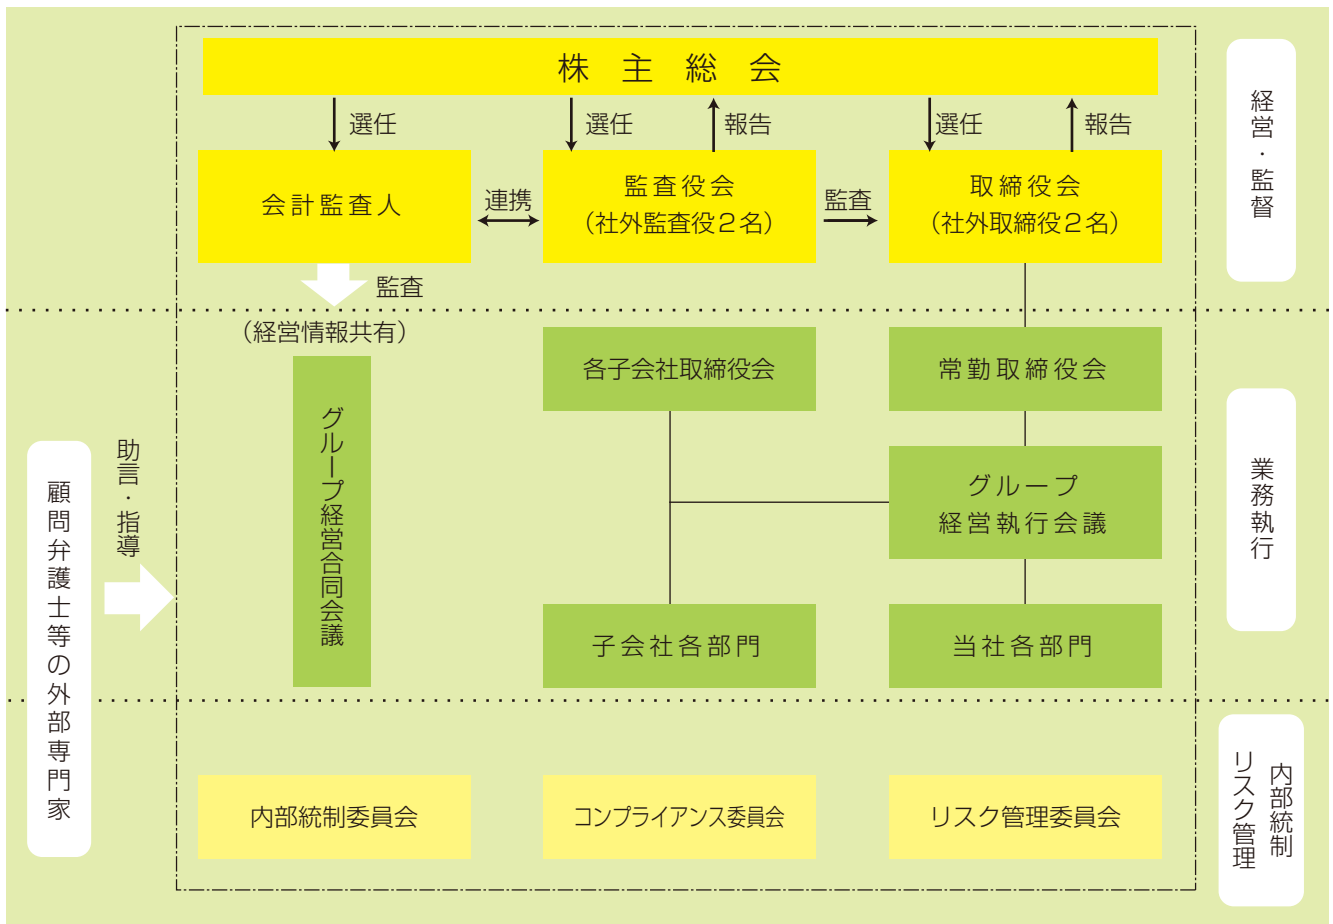 株主総会
選任
選任
報告
選任
報告
会計監査人
連携
監査役会
（社外監査役２名）
監査
取締役会
（社外取締役２名）
経営・監督
監査
（経営情報共有）
グループ経営合同会議
各子会社取締役会
常勤取締役会
グループ
経営執行会議
子会社各部門
当社各部門
業務執行
助言・指導
顧問弁護士等の外部専門家
内部統制委員会
コンプライアンス委員会
リスク管理委員会
内部統制
リスク管理